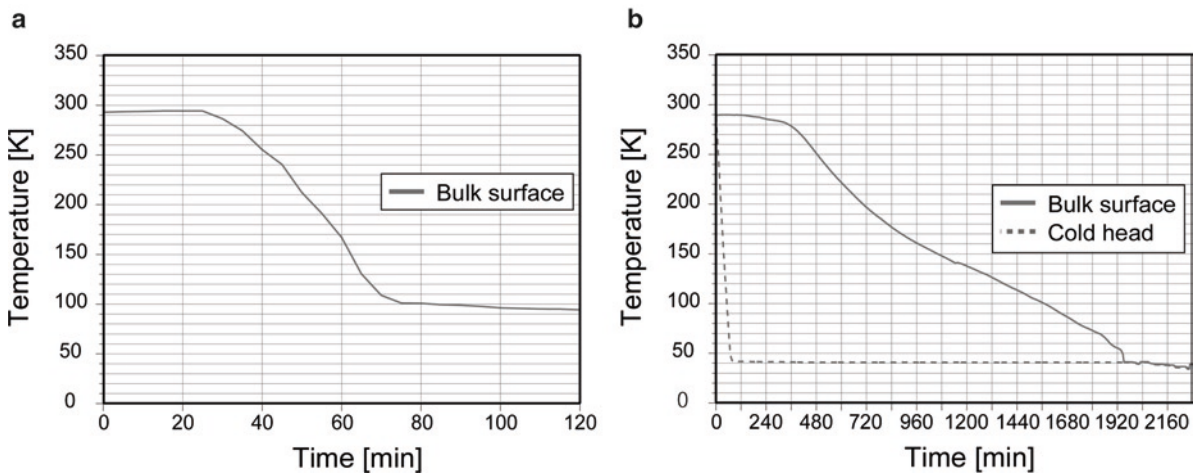 a
350
300
250
200
150
100
50
0
Temperature [K]
0 20 40 60 80 100 120
Time [min]
Bulk surface
b
350
300
250
200
150
100
50
0
Temperature [K]
0 240 480 720 960 1200 1440 1680 1920 2160
Time [min]
Bulk surface
Cold head